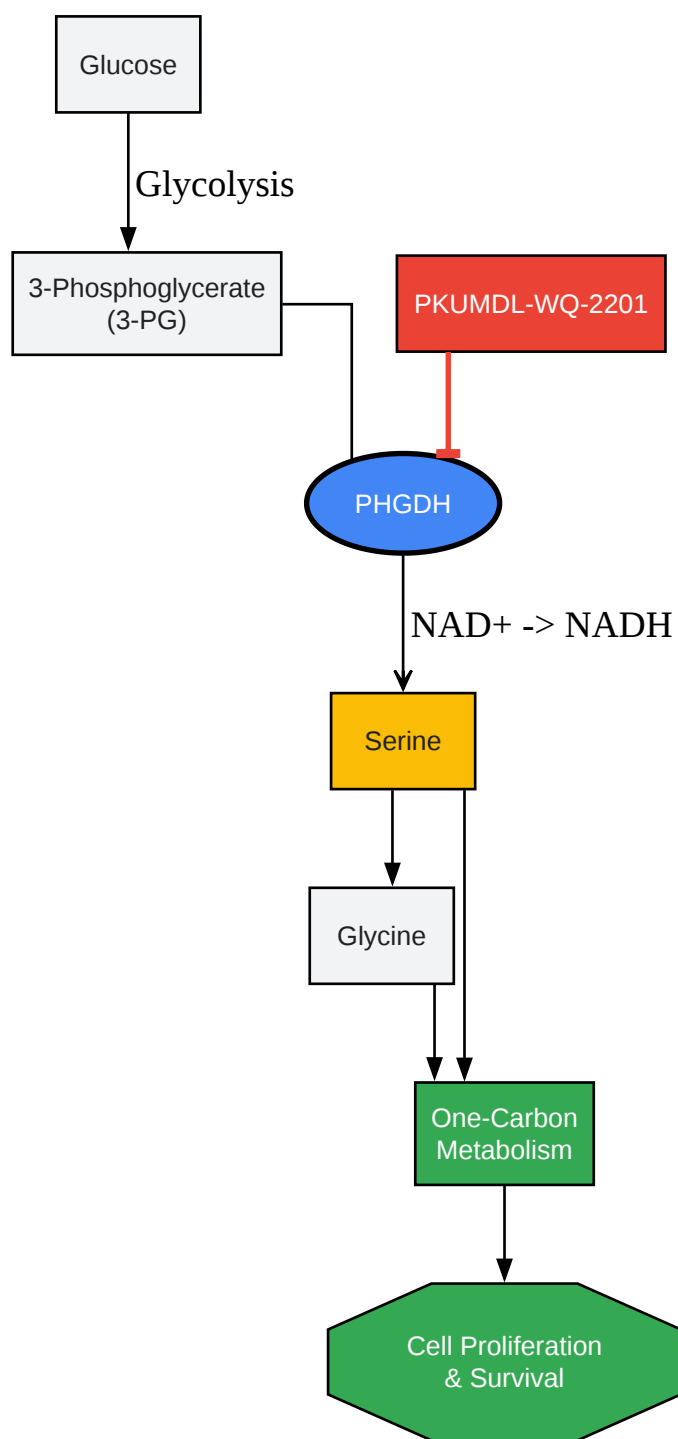 Glucose
Glycolysis
3-Phosphoglycerate
(3-PG)
PKUMDL-WQ-2201
PHGDH
NAD+ -> NADH
Serine
Glycine
One-Carbon
Metabolism
Cell Proliferation
& Survival